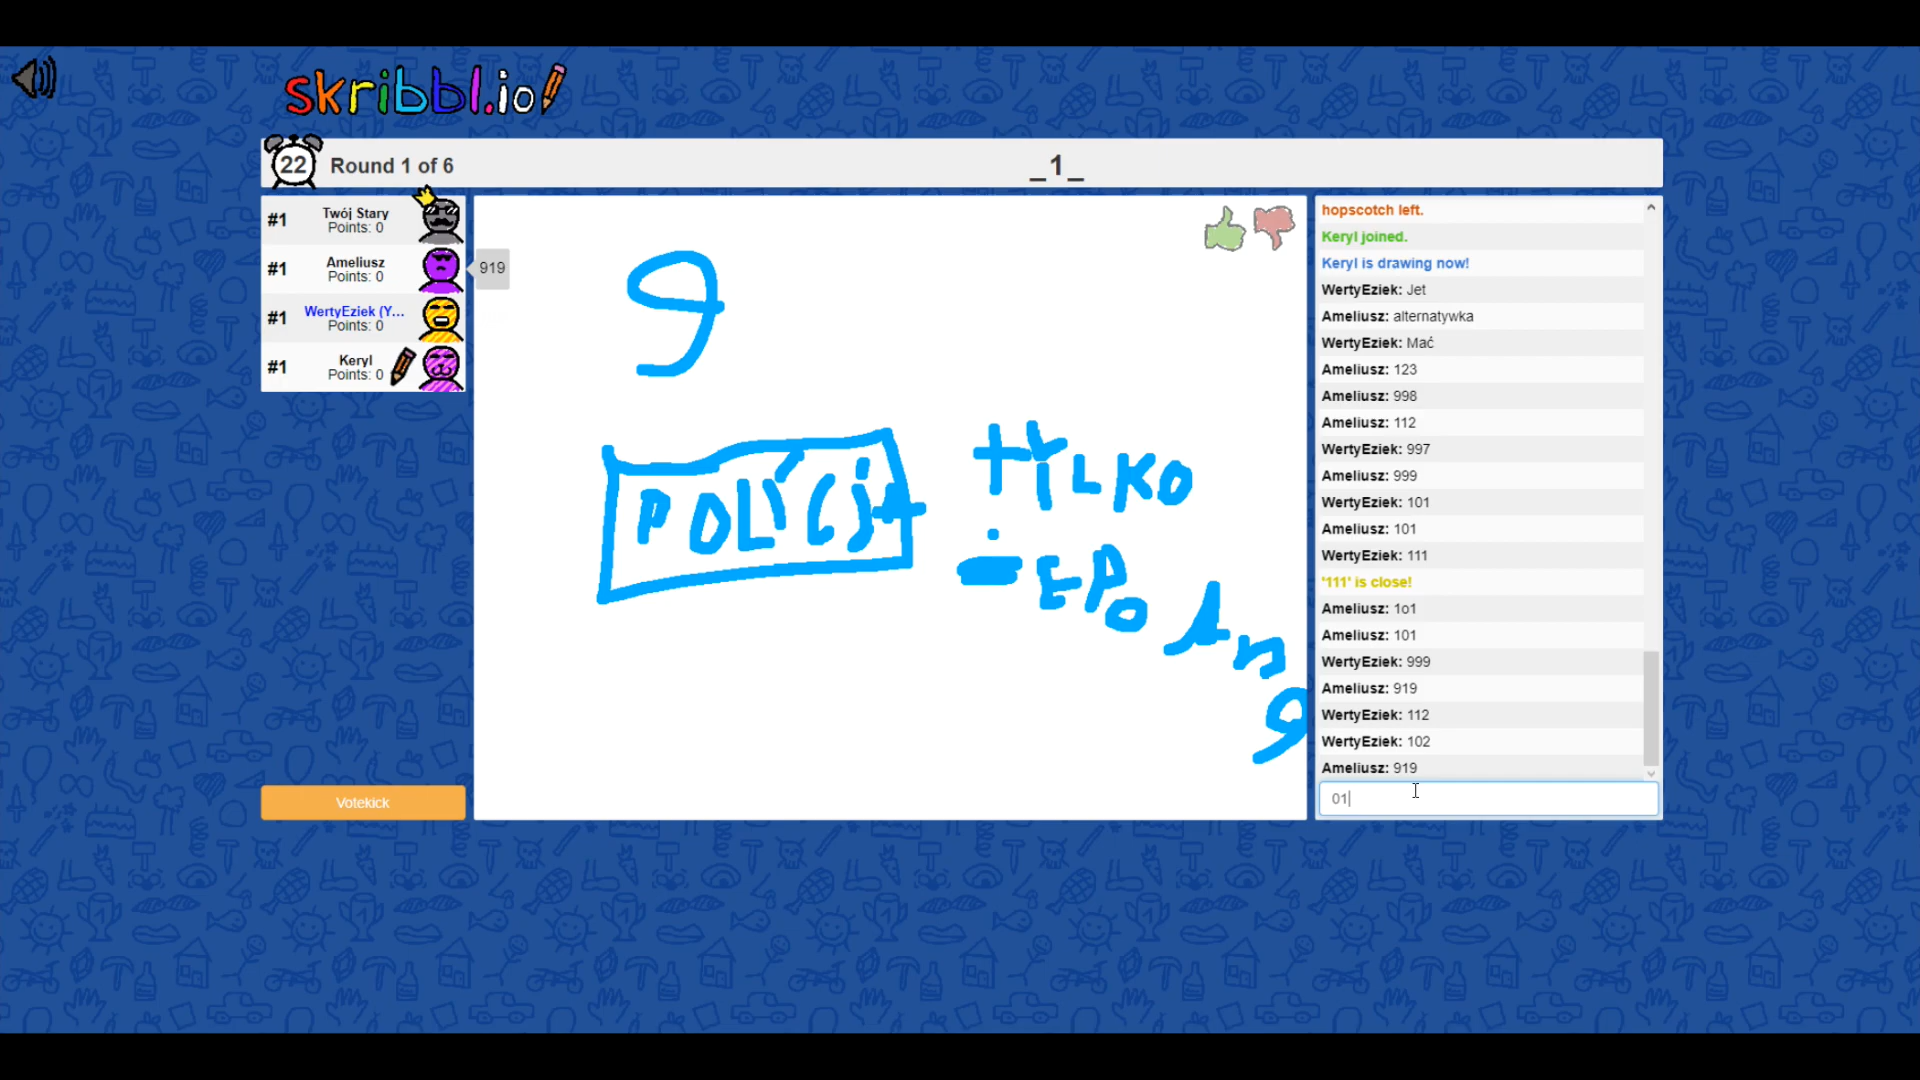 skribbl.io
22 Round 1 of 6
_1_
#1 Twój Stary
Points: 0
#1 Ameliusz
Points: 0
919
#1 WertyEziek (Y...
Points: 0
#1 Keryl
Points: 0
Votekick
9
POLICJA
TYLKO
hopscotch left.
Keryl joined.
Keryl is drawing now!
WertyEziek: Jet
Ameliusz: alternatywka
WertyEziek: Mać
Ameliusz: 123
Ameliusz: 998
Ameliusz: 112
WertyEziek: 997
Ameliusz: 999
WertyEziek: 101
Ameliusz: 101
WertyEziek: 111
'111' is close!
Ameliusz: 1o1
Ameliusz: 101
WertyEziek: 999
Ameliusz: 919
WertyEziek: 112
WertyEziek: 102
Ameliusz: 919
01